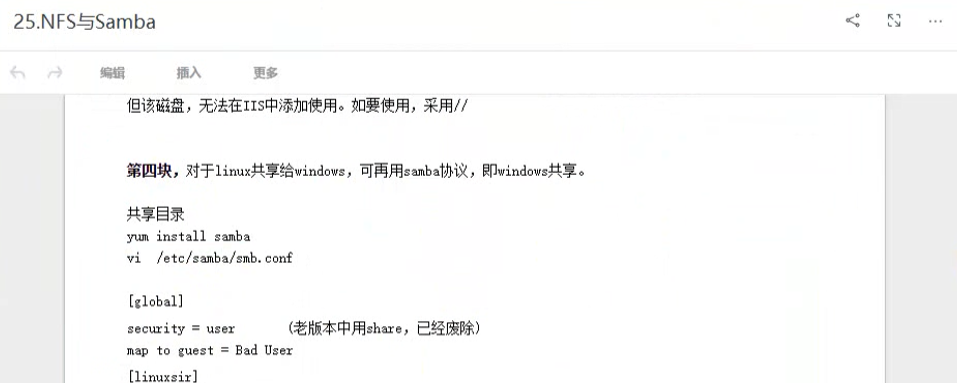 25.NFS与Samba
编辑 插入 更多
但该磁盘，无法在IIS中添加使用。如要使用，采用//
第四块，对于linux共享给windows，可再用samba协议，即windows共享。
共享目录
yum install samba
vi  /etc/samba/smb.conf
[global]
security = user （老版本中用share，已经废除）
map to guest = Bad User
[linuxsir]